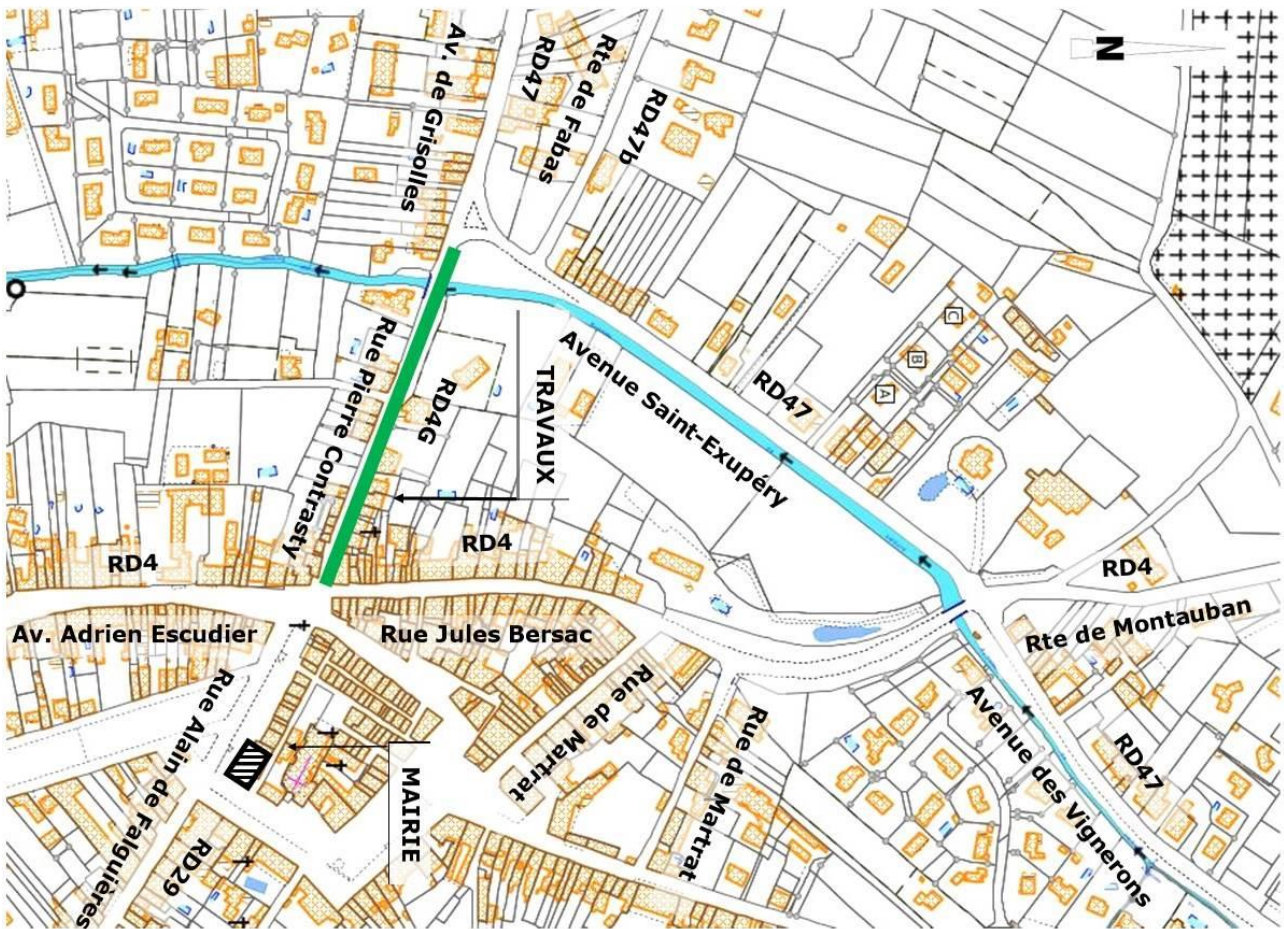 N
Av. de Grisolles
RD47
Rte de Fabas
RD47b
Rue Pierre Contrasty
RD4G
TRAVAUX
Avenue Saint-Exupéry
RD47
C
B
A
RD4
RD4
RD4
Av. Adrien Escudier
Rue Jules Bersac
Rte de Montauban
Rue Alain de Falguières
Rue de Martrat
Rue de Martrat
Avenue des Vignerons
RD47
MAIRIE
RD29